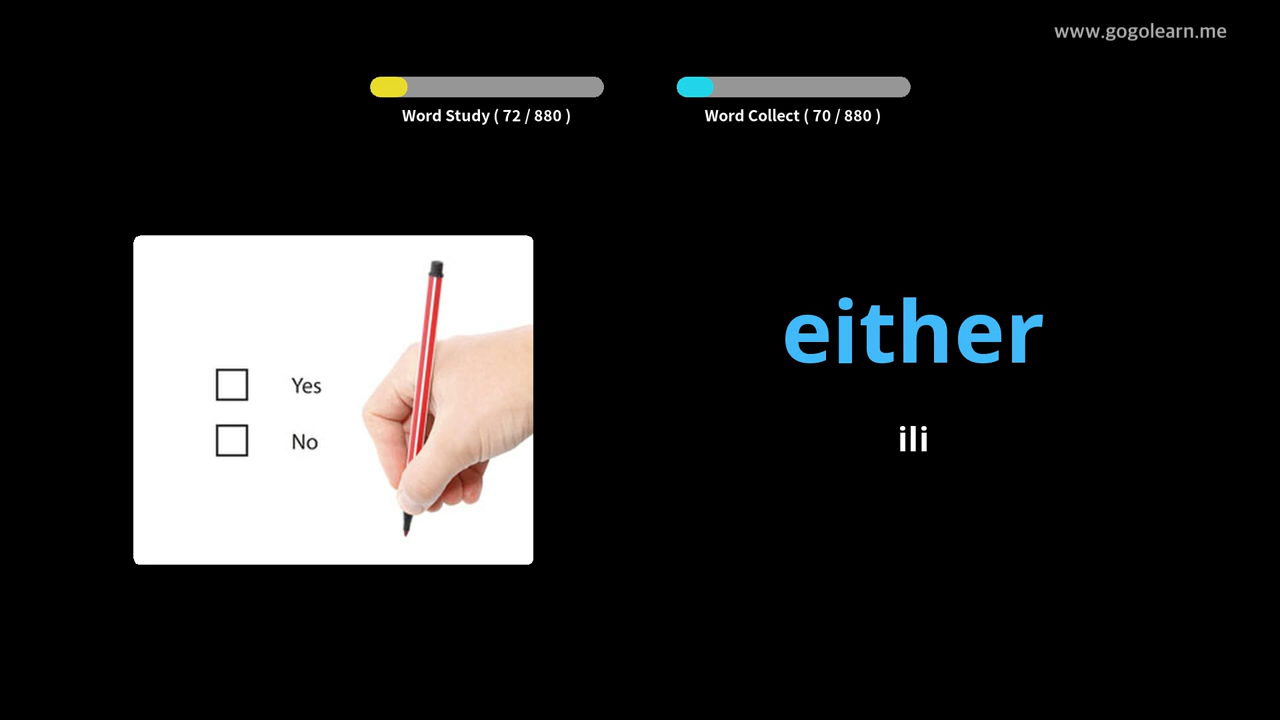 www.gogolearn.me
Word Study ( 72 / 880 )
Word Collect ( 70 / 880 )
either
ili
Yes
No